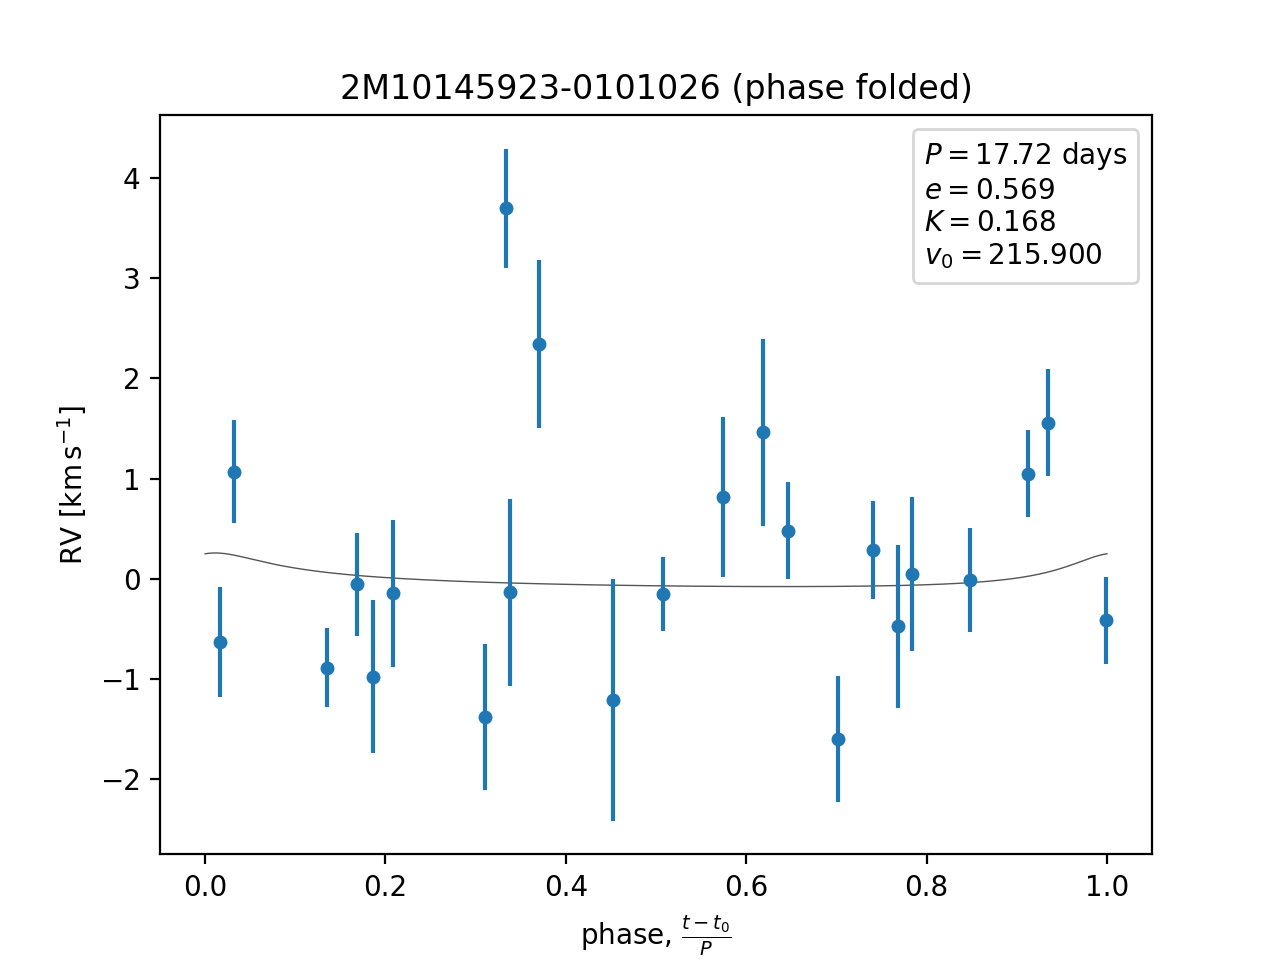 2M10145923-0101026 (phase folded)
P = 17.72 days
e = 0.569
K = 0.168
v₀ = 215.900
RV [km s⁻¹]
4
3
2
1
0
−1
−2
0.0 0.2 0.4 0.6 0.8 1.0
phase, (t − t₀)/P